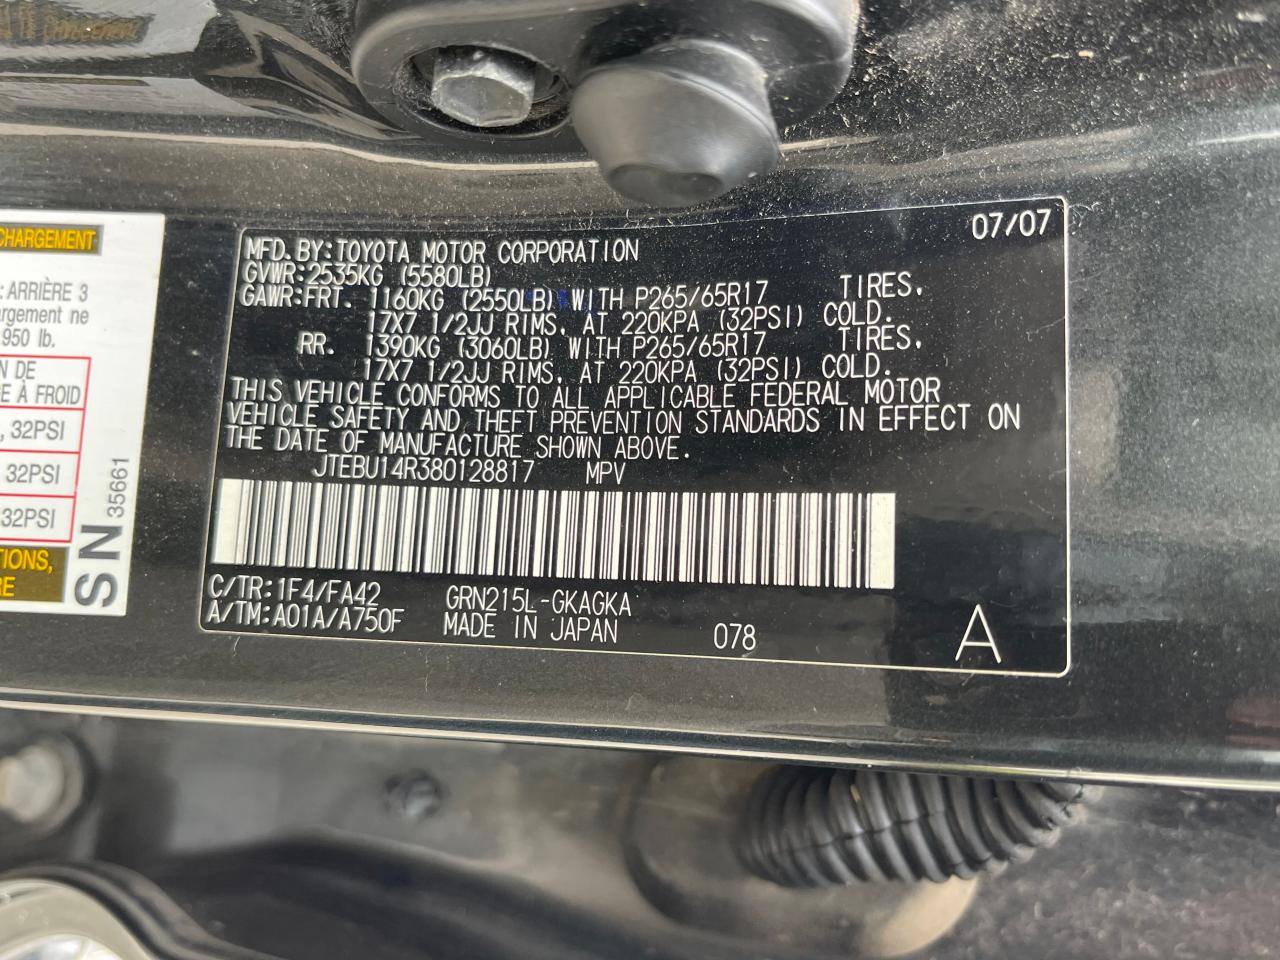 CHARGEMENT
: ARRIÈRE 3
argement ne
950 lb.
N DE
E À FROID
, 32PSI
32PSI
32PSI
TIONS,
RE
SN
35661
07/07
MFD. BY:TOYOTA MOTOR CORPORATION
GVWR:2535KG (5580LB)
GAWR:FRT. 1160KG (2550LB) WITH P265/65R17 TIRES,
17X7 1/2JJ RIMS, AT 220KPA (32PSI) COLD.
RR. 1390KG (3060LB) WITH P265/65R17 TIRES,
17X7 1/2JJ RIMS, AT 220KPA (32PSI) COLD.
THIS VEHICLE CONFORMS TO ALL APPLICABLE FEDERAL MOTOR
VEHICLE SAFETY AND THEFT PREVENTION STANDARDS IN EFFECT ON
THE DATE OF MANUFACTURE SHOWN ABOVE.
JTEBU14R380128817 MPV
C/TR:1F4/FA42 GRN215L-GKAGKA
A/TM:A01A/A750F MADE IN JAPAN 078 A